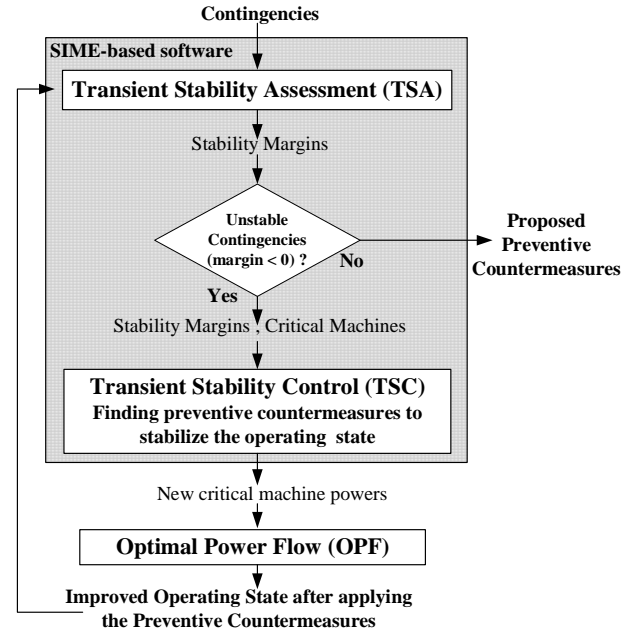 Contingencies
SIME-based software
Transient Stability Assessment (TSA)
Stability Margins
Unstable
Contingencies
(margin < 0) ?
No
Proposed
Preventive
Countermeasures
Yes
Stability Margins , Critical Machines
Transient Stability Control (TSC)
Finding preventive countermeasures to
stabilize the operating state
New critical machine powers
Optimal Power Flow (OPF)
Improved Operating State after applying
the Preventive Countermeasures